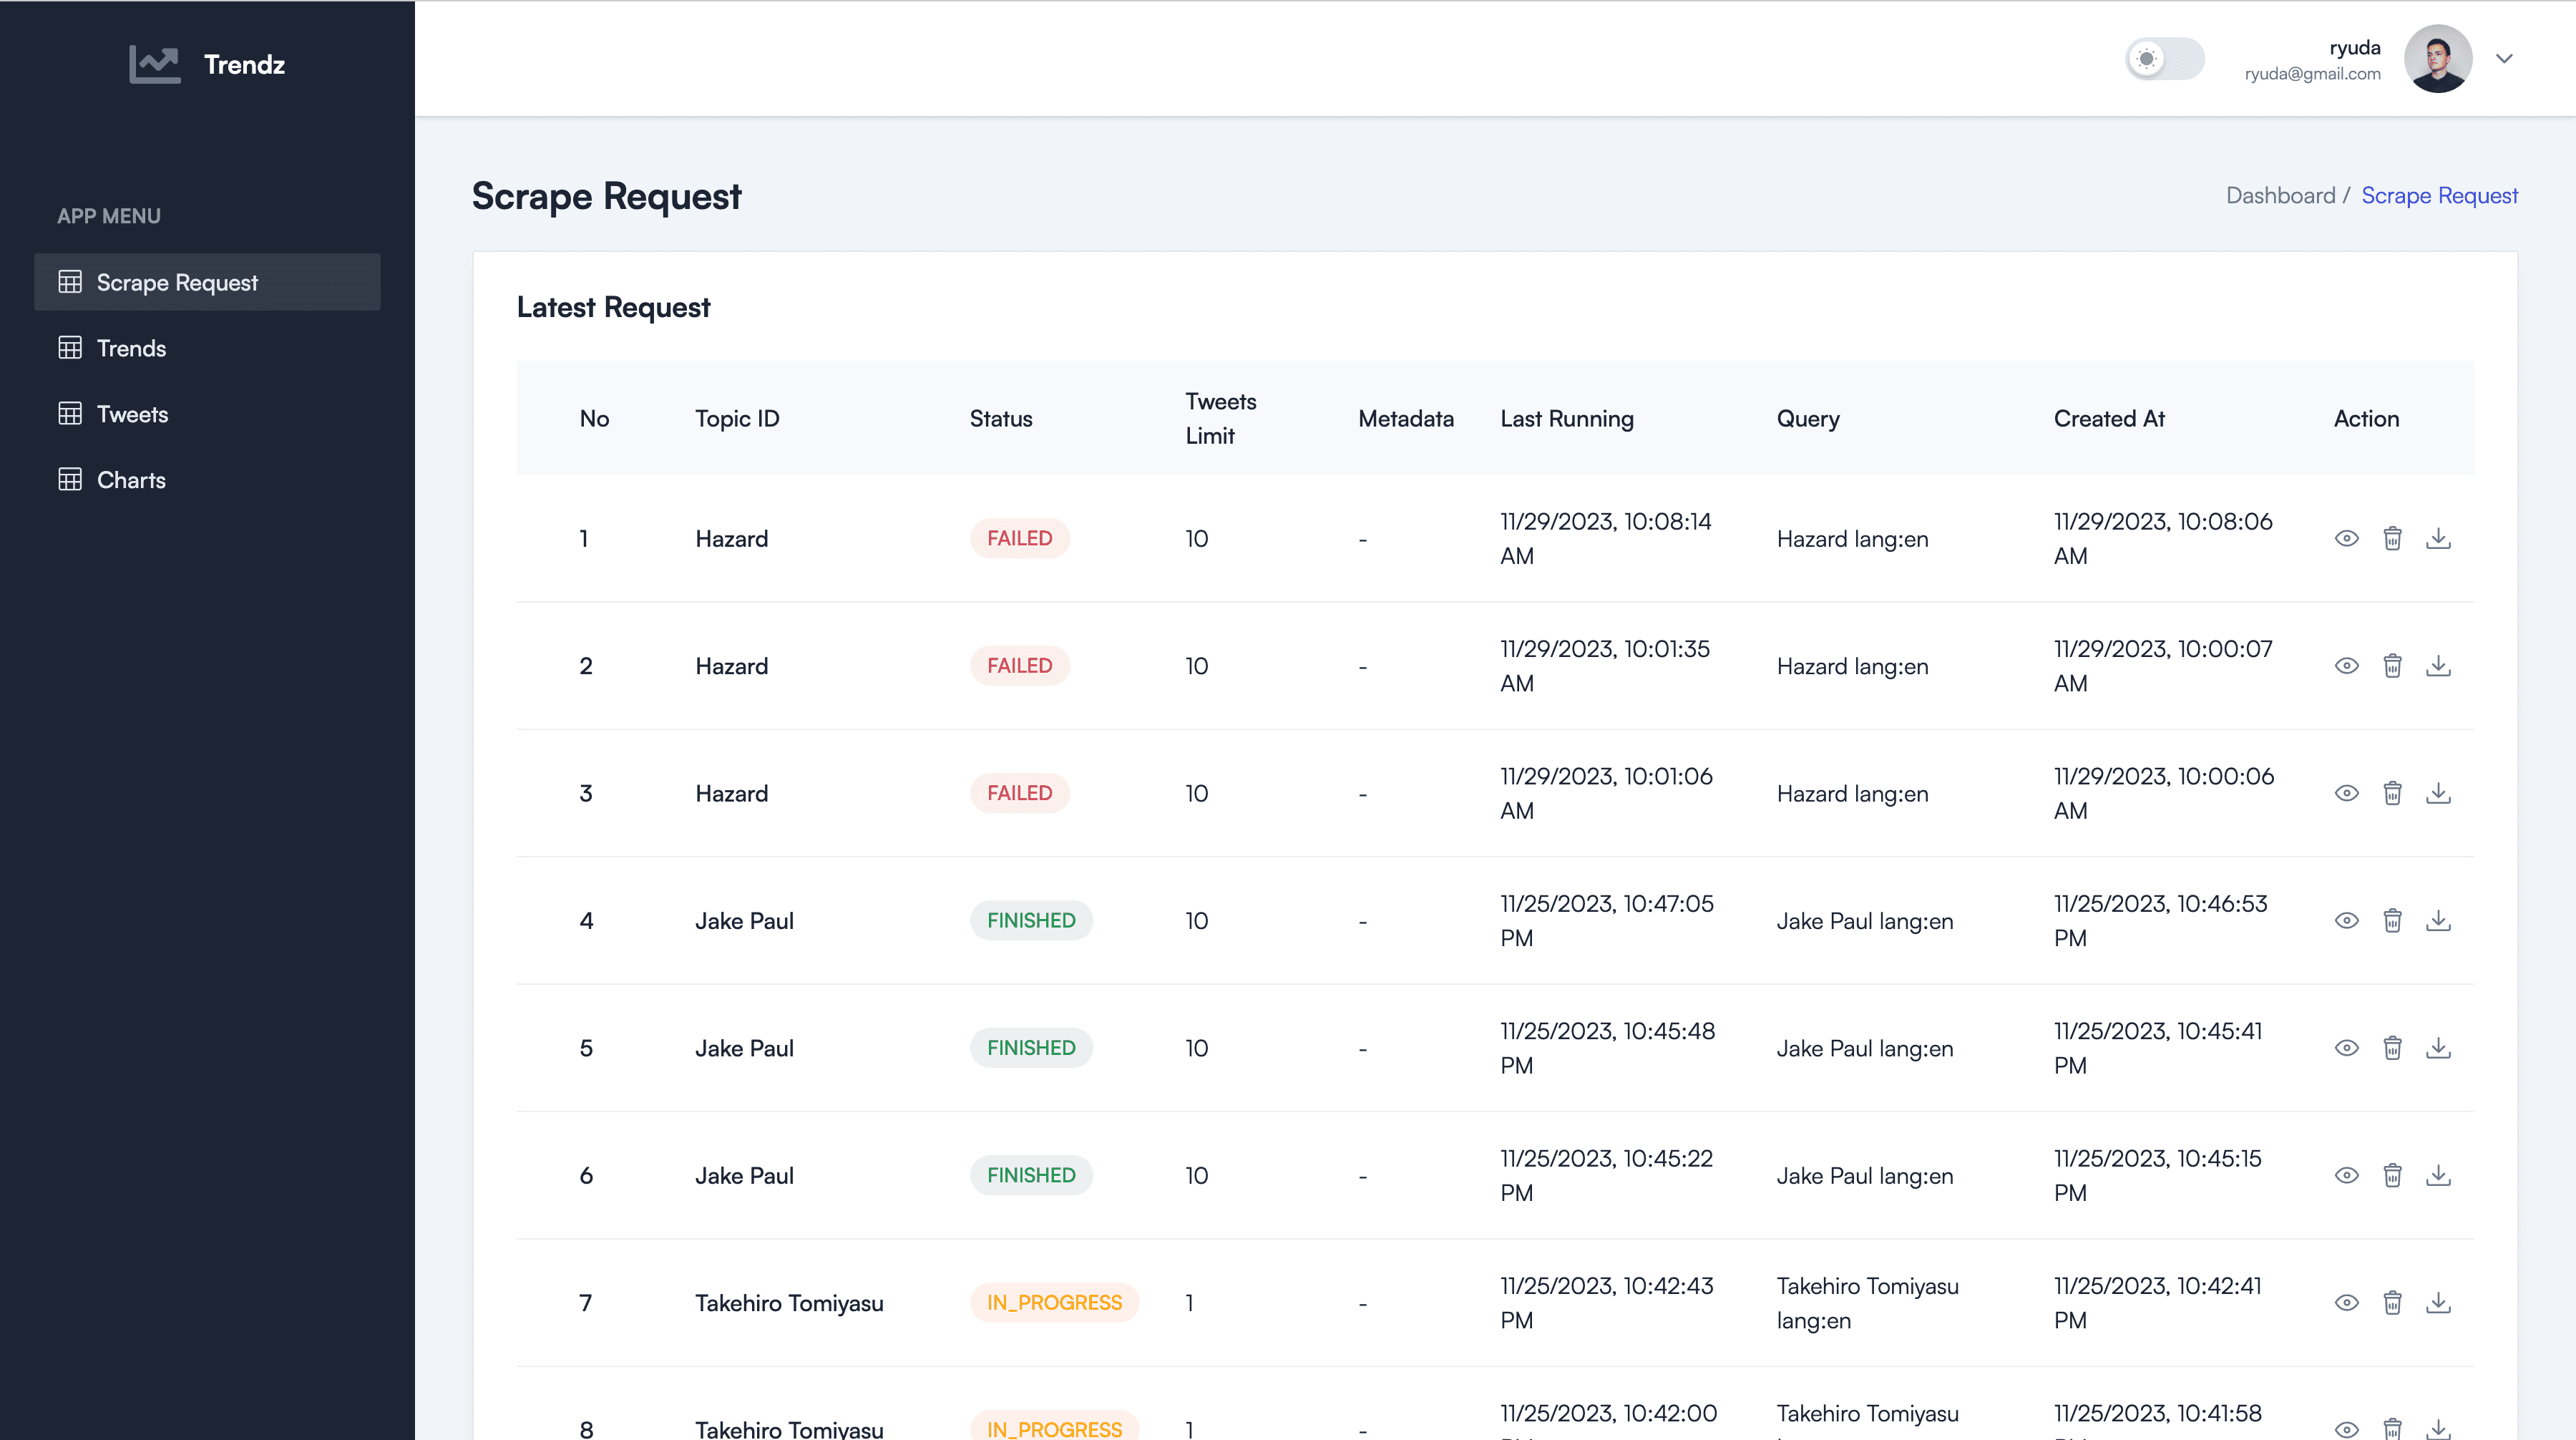 Trendz
ryuda
ryuda@gmail.com
APP MENU
Scrape Request
Trends
Tweets
Charts
Scrape Request
Dashboard / Scrape Request
Latest Request
No Topic ID Status Tweets Limit Metadata Last Running Query Created At Action
1 Hazard FAILED 10 - 11/29/2023, 10:08:14 AM Hazard lang:en 11/29/2023, 10:08:06 AM
2 Hazard FAILED 10 - 11/29/2023, 10:01:35 AM Hazard lang:en 11/29/2023, 10:00:07 AM
3 Hazard FAILED 10 - 11/29/2023, 10:01:06 AM Hazard lang:en 11/29/2023, 10:00:06 AM
4 Jake Paul FINISHED 10 - 11/25/2023, 10:47:05 PM Jake Paul lang:en 11/25/2023, 10:46:53 PM
5 Jake Paul FINISHED 10 - 11/25/2023, 10:45:48 PM Jake Paul lang:en 11/25/2023, 10:45:41 PM
6 Jake Paul FINISHED 10 - 11/25/2023, 10:45:22 PM Jake Paul lang:en 11/25/2023, 10:45:15 PM
7 Takehiro Tomiyasu IN_PROGRESS 1 - 11/25/2023, 10:42:43 PM Takehiro Tomiyasu lang:en 11/25/2023, 10:42:41 PM
8 Takehiro Tomiyasu IN_PROGRESS 1 - 11/25/2023, 10:42:00 Takehiro Tomiyasu 11/25/2023, 10:41:58